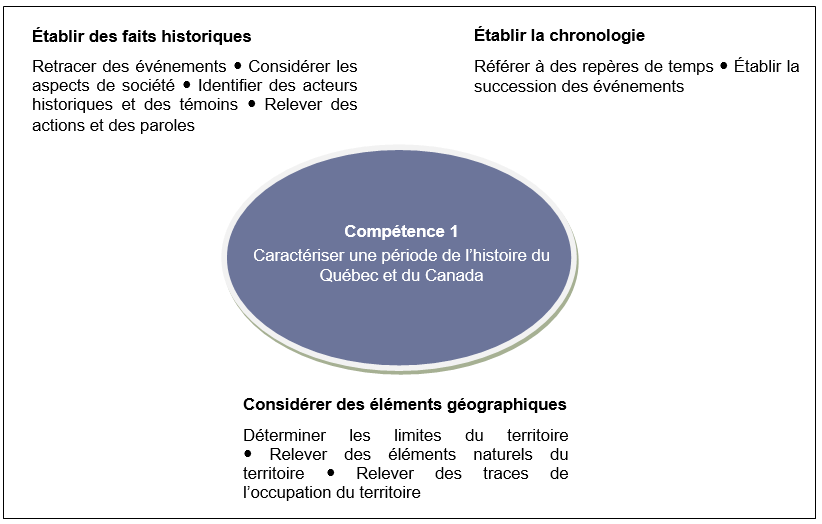 Établir des faits historiques
Retracer des événements • Considérer les
aspects de société • Identifier des acteurs
historiques et des témoins • Relever des
actions et des paroles
Établir la chronologie
Référer à des repères de temps • Établir la
succession des événements
Compétence 1
Caractériser une période de l’histoire du
Québec et du Canada
Considérer des éléments géographiques
Déterminer les limites du territoire
• Relever des éléments naturels du
territoire • Relever des traces de
l’occupation du territoire